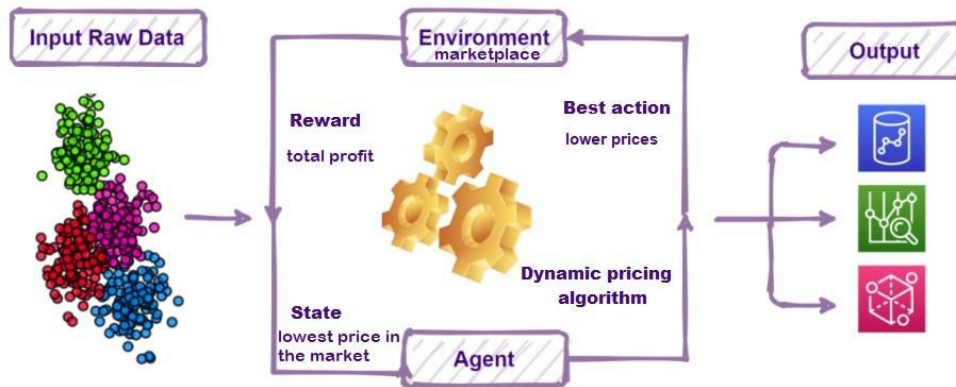 Input Raw Data
Environment
marketplace
Output
Reward
total profit
Best action
lower prices
Dynamic pricing
algorithm
State
lowest price in
the market
Agent